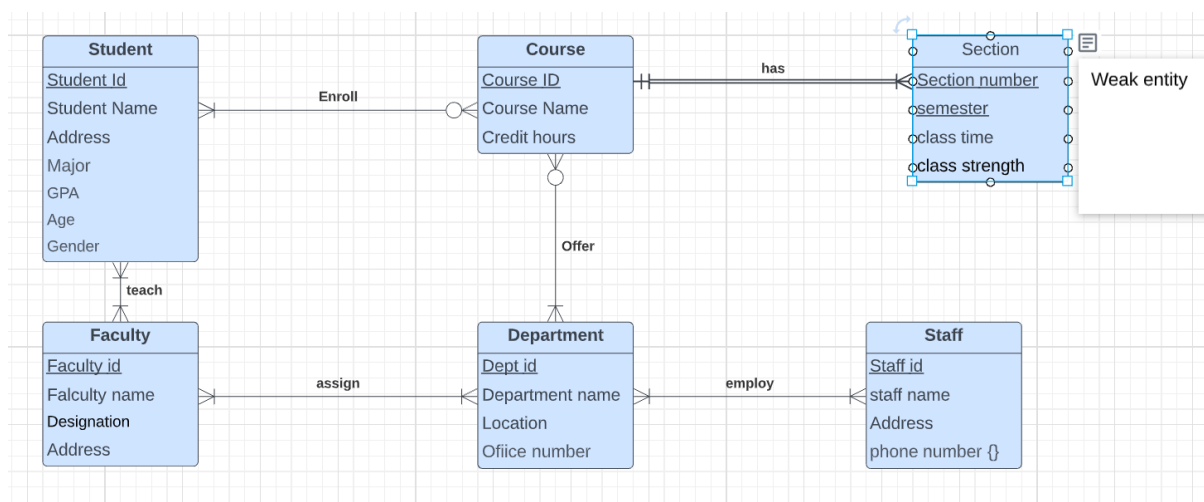 Student
Student Id
Student Name
Address
Major
GPA
Age
Gender
Enroll
Course
Course ID
Course Name
Credit hours
has
Section
Section number
semester
class time
class strength
Weak entity
teach
Offer
Faculty
Faculty id
Falculty name
Designation
Address
assign
Department
Dept id
Department name
Location
Ofiice number
employ
Staff
Staff id
staff name
Address
phone number {}